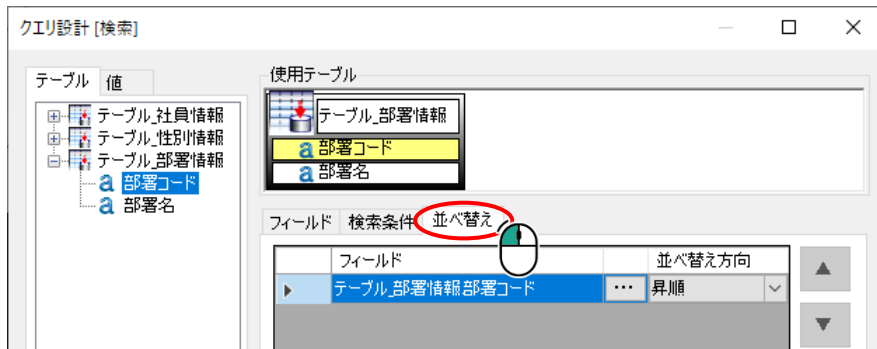 クエリ設計 [検索]
テーブル 値
テーブル_社員情報
テーブル_性別情報
テーブル_部署情報
部署コード
部署名
使用テーブル
テーブル_部署情報
部署コード
部署名
フィールド 検索条件 並べ替え
フィールド 並べ替え方向
テーブル_部署情報.部署コード ... 昇順